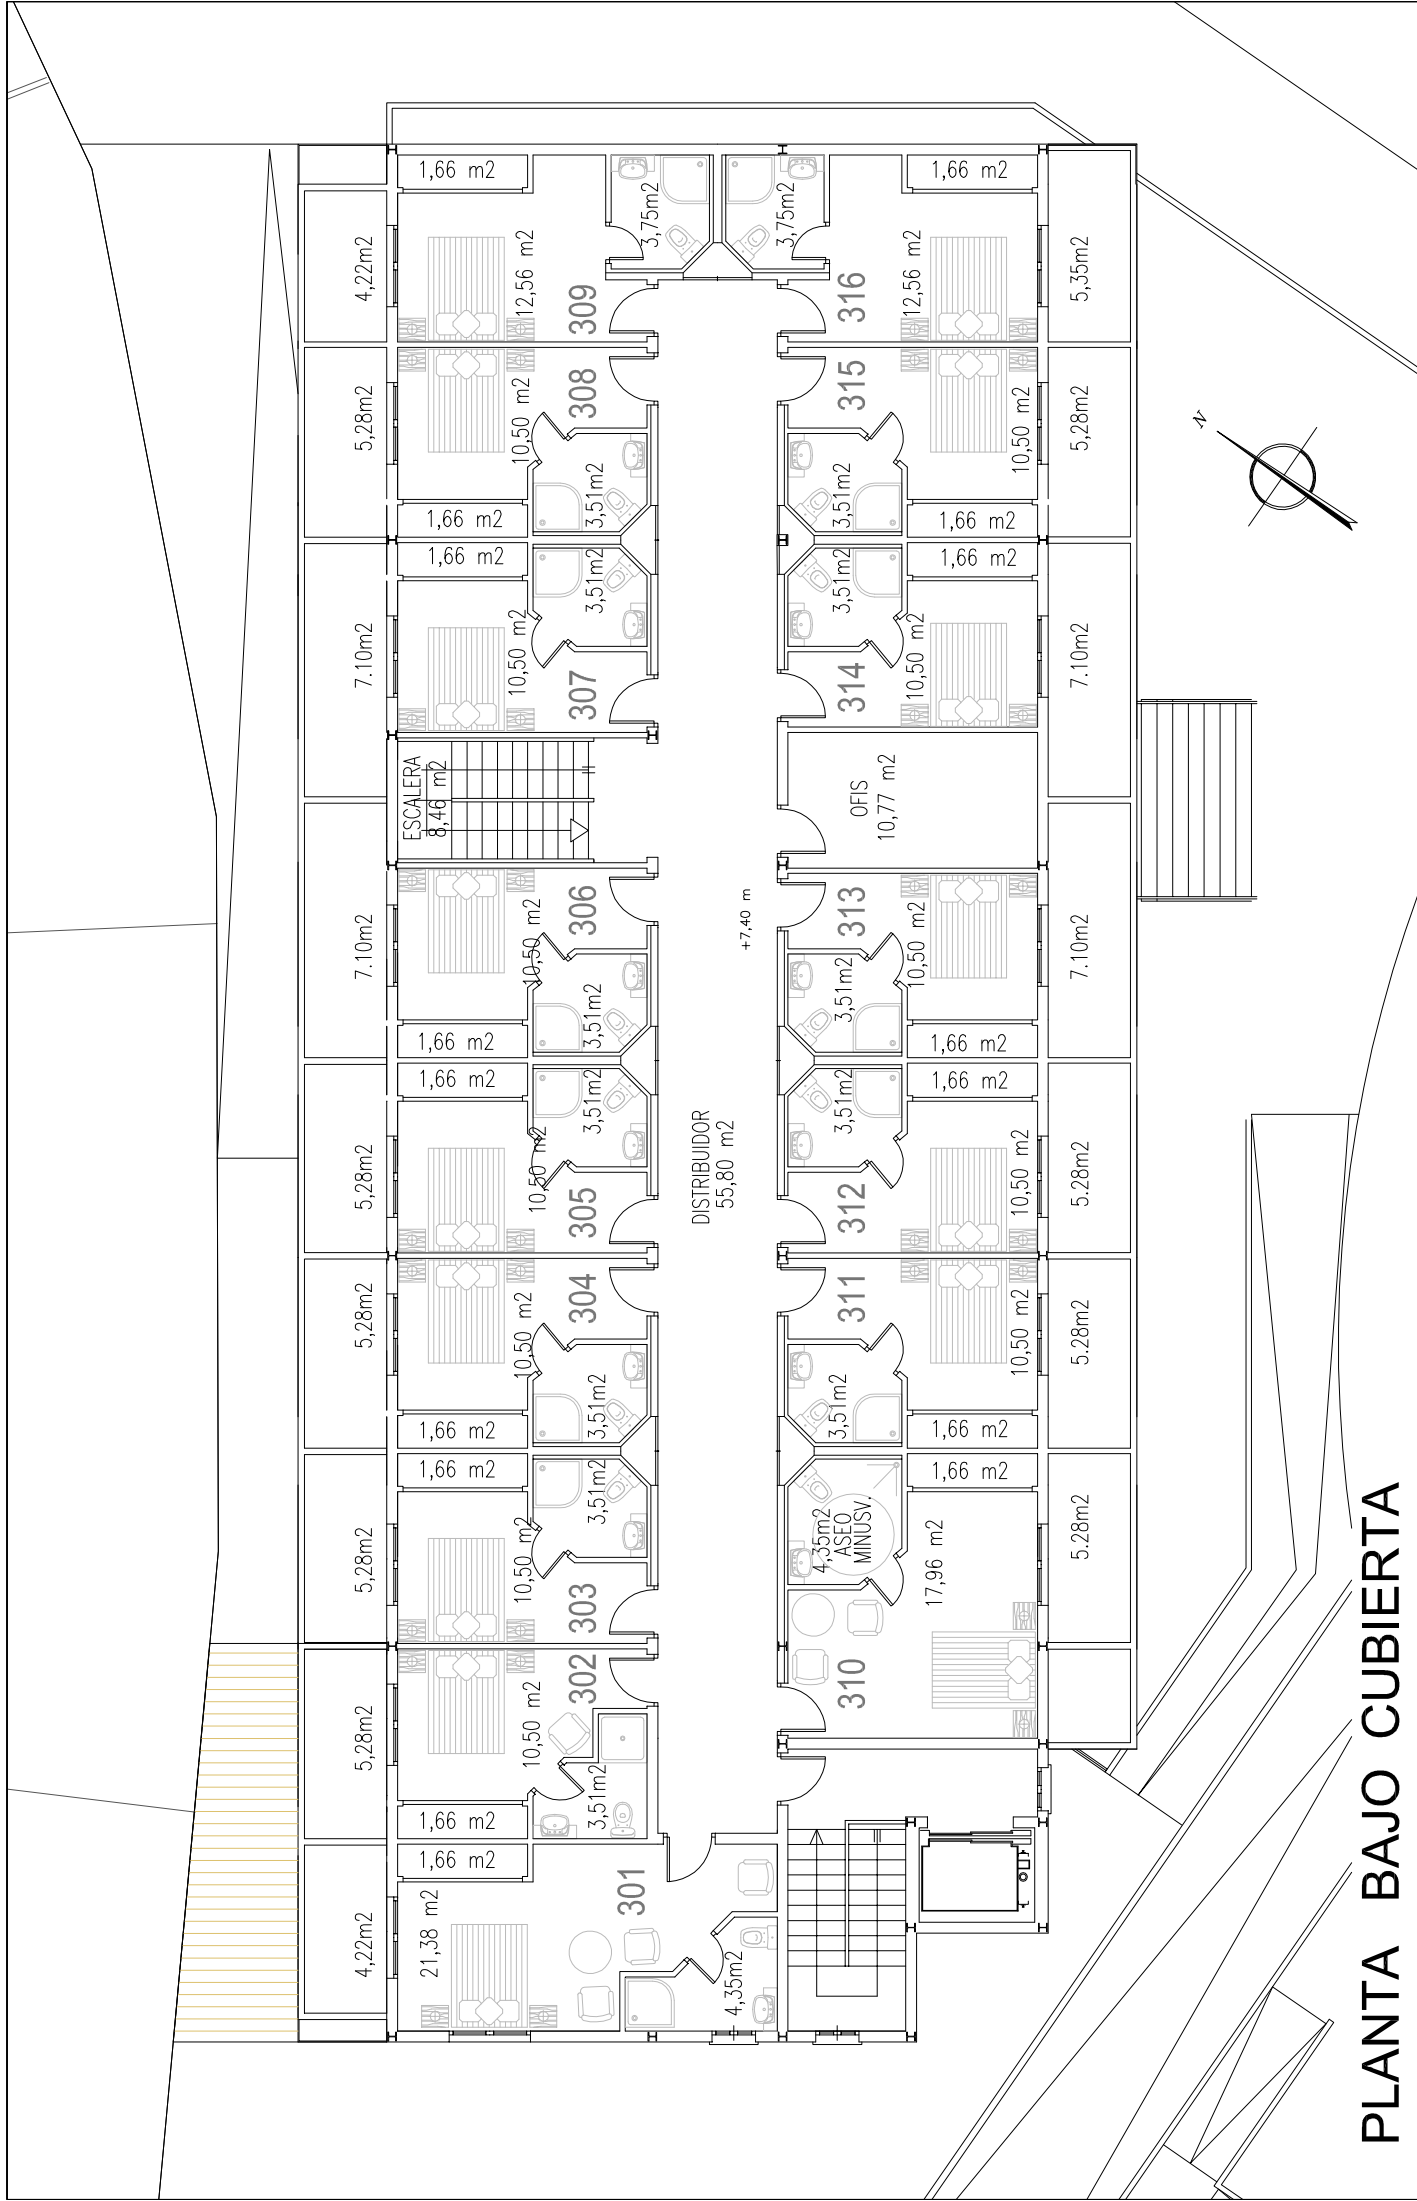 1,66 m2
1,66 m2
3,75m2
3,75m2
4,22m2
12,56 m2
309
316
12,56 m2
5,35m2
5,28m2
10,50 m2
308
315
10,50 m2
5,28m2
1,66 m2
3,51m2
3,51m2
1,66 m2
1,66 m2
3,51m2
3,51m2
1,66 m2
N
7.10m2
10,50 m2
307
314
10,50 m2
7.10m2
ESCALERA
8,46 m2
OFIS
10,77 m2
7.10m2
10,50 m2
306
+7,40 m
313
10,50 m2
7.10m2
1,66 m2
3,51m2
3,51m2
1,66 m2
1,66 m2
3,51m2
3,51m2
1,66 m2
DISTRIBUIDOR
55,80 m2
5,28m2
10,50 m2
305
312
10,50 m2
5.28m2
5,28m2
10,50 m2
304
311
10,50 m2
5.28m2
1,66 m2
3,51m2
3,51m2
1,66 m2
1,66 m2
3,51m2
4,35m2
ASEO
MINUSV.
1,66 m2
5,28m2
10,50 m2
303
17,96 m2
5.28m2
5,28m2
10,50 m2
302
310
1,66 m2
3,51m2
1,66 m2
301
4,22m2
21,38 m2
4,35m2
PLANTA BAJO CUBIERTA